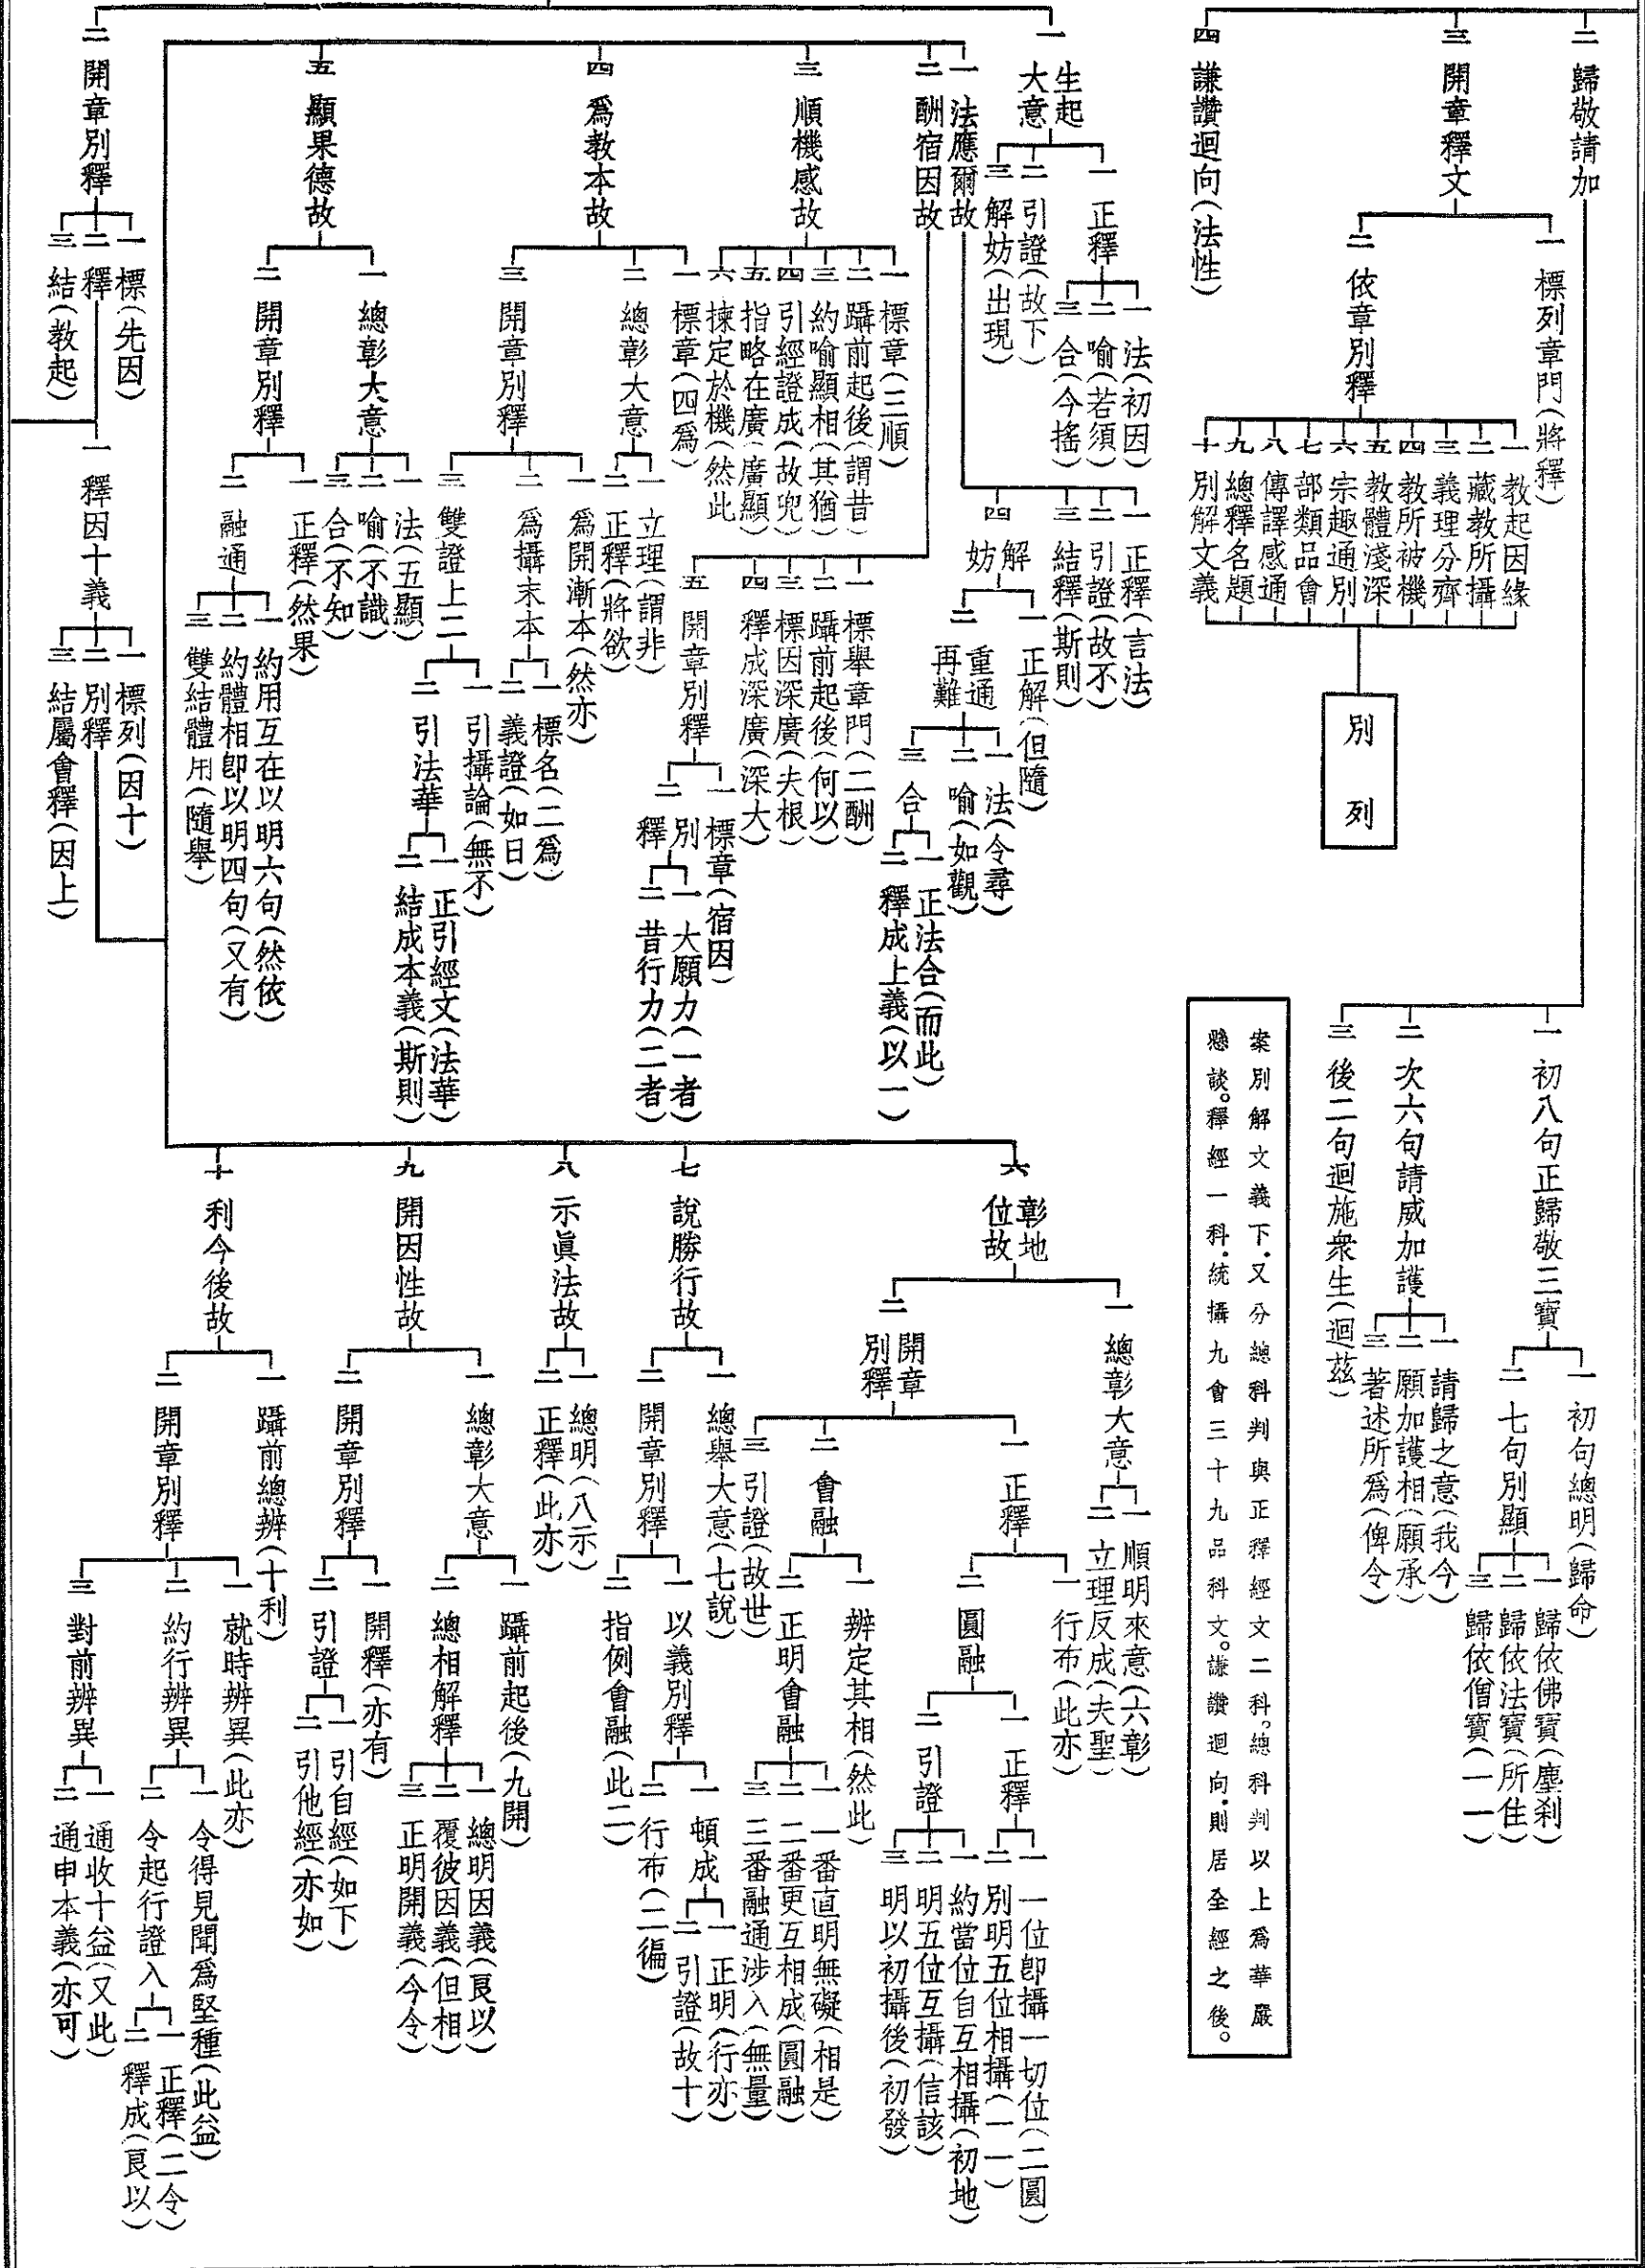 二 歸敬請加
一 初八句正歸敬三寶
一 初句總明(歸命)
二 七句別顯
一 歸依佛寶(塵刹)
二 歸依法寶(所住)
三 歸依僧寶(一一)
二 次六句請威加護
一 請歸之意(我今)
二 願加護相(願承)
三 著述所爲(俾令)
三 後二句迴施衆生(迴茲)
三 開章釋文
一 標列章門(將釋)
二 依章別釋
一 教起因緣
二 藏教所攝
三 義理分齊
四 教所被機
五 教體淺深
六 宗趣通別
七 部類品會
八 傳譯感通
九 總釋名題
十 別解文義
別列
四 謙讚迴向(法性)
案別解文義下.又分總科判與正釋經文二科。總科判以上爲華嚴
懸談。釋經一科.統攝九會三十九品科文。謙讚迴向.則居全經之後。
一 生起大意
一 正釋
一 法(初因)
二 喻(若須)
三 合(今搖)
二 引證(故下)
三 解妨(出現)
二 開章別釋
一 標(先因)
二 釋
三 結(教起)
一 釋因十義
一 標列(因十)
二 別釋
三 結屬會釋(因上)
一 法應爾故
一 正釋(言法)
二 引證(故不)
三 結釋(斯則)
四 解妨
一 正解(但隨)
二 重通再難
一 法(令尋)
二 喻(如觀)
三 合
一 正法合(而此)
二 釋成上義(以一)
二 酬宿因故
一 標舉章門(二酬)
二 躡前起後(何以)
三 標因深廣(夫根)
四 釋成深廣(深大)
五 開章別釋
一 標章(宿因)
二 別釋
一 大願力(一者)
二 昔行力(二者)
三 順機感故
一 標章(三順)
二 躡前起後(謂昔)
三 約喻顯相(其猶)
四 引經證成(故兜)
五 指略在廣(廣顯)
六 揀定於機(然此)
四 爲教本故
一 標章(四爲)
二 總彰大意
一 立理(謂非)
二 正釋(將欲)
三 開章別釋
一 爲開漸本(然亦)
二 爲攝末本
一 標名(二爲)
二 義證(如日)
三 雙證上二
一 引攝論(無不)
二 引法華
一 正引經文(法華)
二 結成本義(斯則)
五 顯果德故
一 總彰大意
一 法(五顯)
二 喻(不識)
三 合(不知)
二 開章別釋
一 正釋(然果)
二 融通
一 約用互在以明六句(然依)
二 約體相卽以明四句(又有)
三 雙結體用(隨舉)
六 彰地位故
一 總彰大意
一 順明來意(六彰)
二 立理反成(夫聖)
二 開章別釋
一 正釋
一 行布(此亦)
二 圓融
一 正釋
一 一位卽攝一切位(二圓)
二 別明五位相攝(一一)
二 引證
一 約當位自互相攝(初地)
二 明五位互攝(信該)
三 明以初攝後(初發)
二 會融
一 辨定其相(然此)
二 正明會融
一 一番直明無礙(相是)
二 二番更互相成(圓融)
三 三番融通涉入(無量)
三 引證(故世)
七 說勝行故
一 總舉大意(七說)
二 開章別釋
一 以義別釋
一 頓成
一 正明(行亦)
二 引證(故十)
二 行布(二徧)
二 指例會融(此二)
八 示眞法故
一 總明(八示)
二 正釋(此亦)
九 開因性故
一 總彰大意
一 躡前起後(九開)
二 總相解釋
一 總明因義(良以)
二 覆彼因義(但相)
三 正明開義(今令)
二 開章別釋
一 開釋(亦有)
二 引證
一 引自經(如下)
二 引他經(亦如)
十 利今後故
一 躡前總辨(十利)
二 開章別釋
一 就時辨異(此亦)
二 約行辨異
一 令得見聞爲堅種(此益)
二 令起行證入
一 正釋(二令)
二 釋成(良以)
三 對前辨異
一 通收十益(又此)
二 通申本義(亦可)